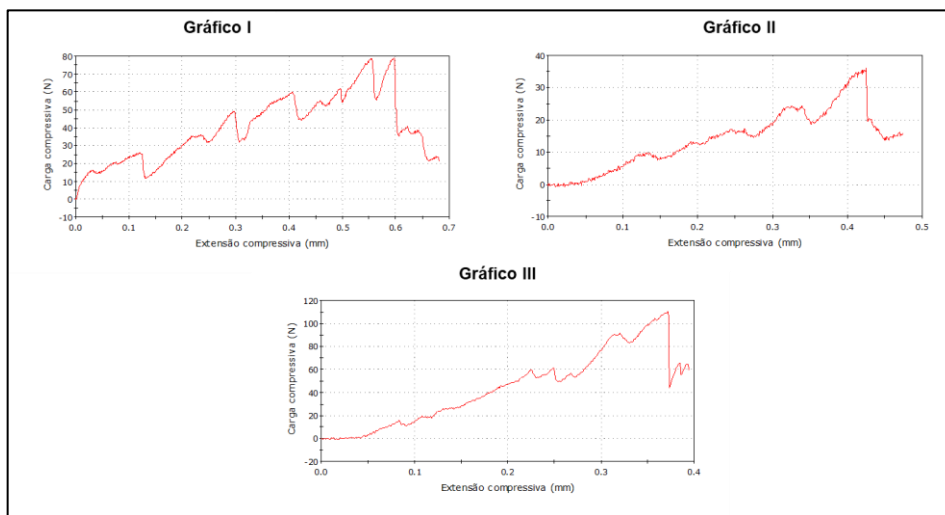 Gráfico I
Carga compressiva (N)
80
70
60
50
40
30
20
10
0
-10
0.0 0.1 0.2 0.3 0.4 0.5 0.6 0.7
Extensão compressiva (mm)
Gráfico II
Carga compressiva (N)
40
30
20
10
0
-10
0.0 0.1 0.2 0.3 0.4 0.5
Extensão compressiva (mm)
Gráfico III
Carga compressiva (N)
120
100
80
60
40
20
0
-20
0.0 0.1 0.2 0.3 0.4
Extensão compressiva (mm)